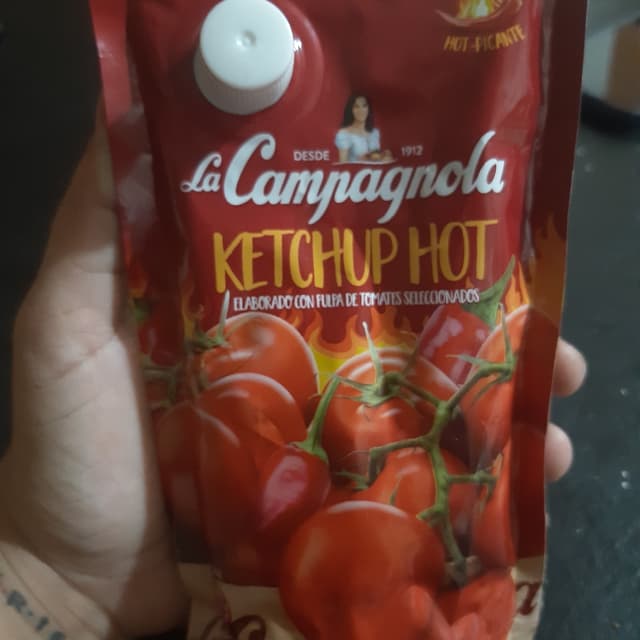 HOT-PICANTE
DESDE 1912
La Campagnola
KETCHUP HOT
ELABORADO CON PULPA DE TOMATES SELECCIONADOS